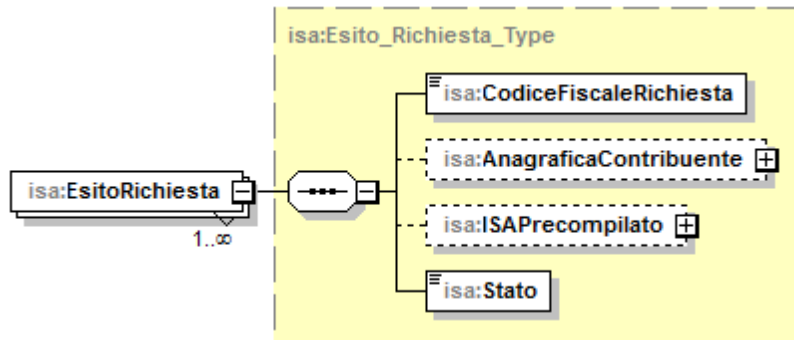 isa:Esito_Richiesta_Type
isa:CodiceFiscaleRichiesta
isa:AnagraficaContribuente
isa:EsitoRichiesta
1..∞
isa:ISAPrecompilato
isa:Stato